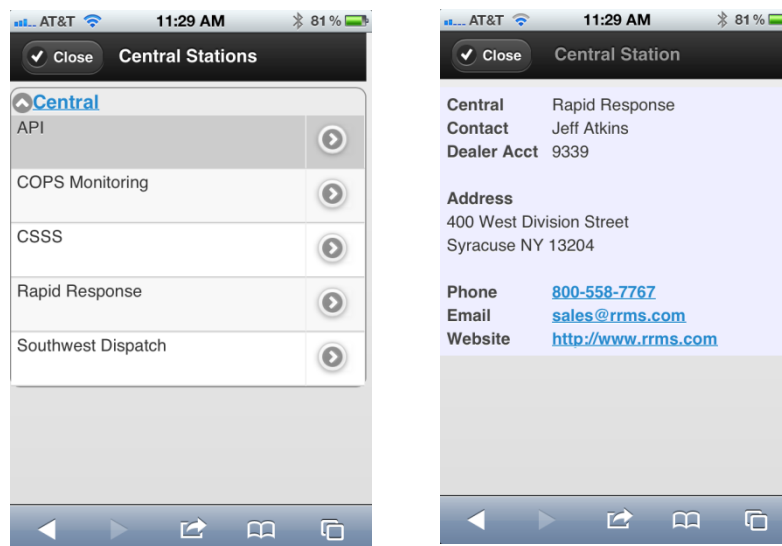 AT&T 11:29 AM 81%
Close Central Stations
Central
API
COPS Monitoring
CSSS
Rapid Response
Southwest Dispatch
AT&T 11:29 AM 81%
Close Central Station
Central Rapid Response
Contact Jeff Atkins
Dealer Acct 9339
Address
400 West Division Street
Syracuse NY 13204
Phone 800-558-7767
Email sales@rrms.com
Website http://www.rrms.com